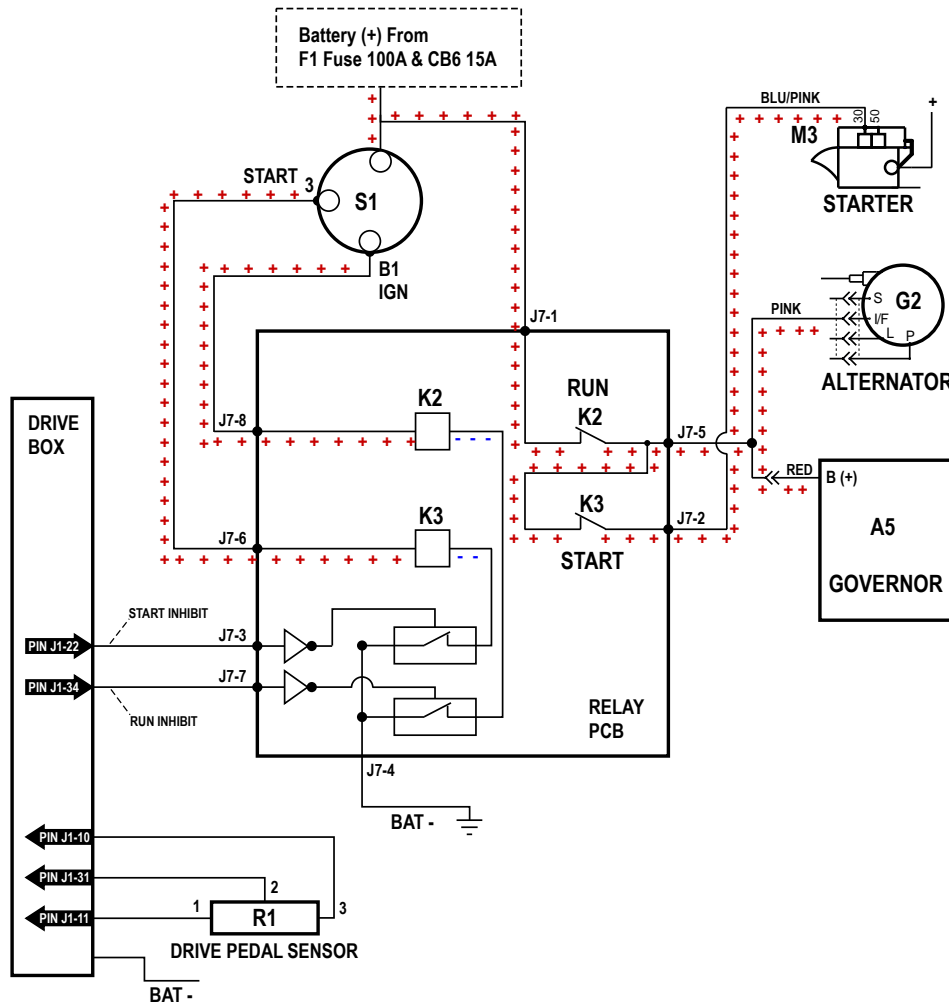 Battery (+) From
F1 Fuse 100A & CB6 15A
BLU/PINK
30
50
+
M3
STARTER
START
3
S1
B1
IGN
J7-1
PINK
S
I/F
L
P
G2
ALTERNATOR
DRIVE
BOX
J7-8
K2
- - -
RUN
K2
J7-5
RED
B (+)
A5
GOVERNOR
J7-6
K3
- - -
K3
START
J7-2
START INHIBIT
PIN J1-22
J7-3
PIN J1-34
J7-7
RUN INHIBIT
RELAY
PCB
J7-4
BAT -
PIN J1-10
PIN J1-31
PIN J1-11
1
2
3
R1
DRIVE PEDAL SENSOR
BAT -